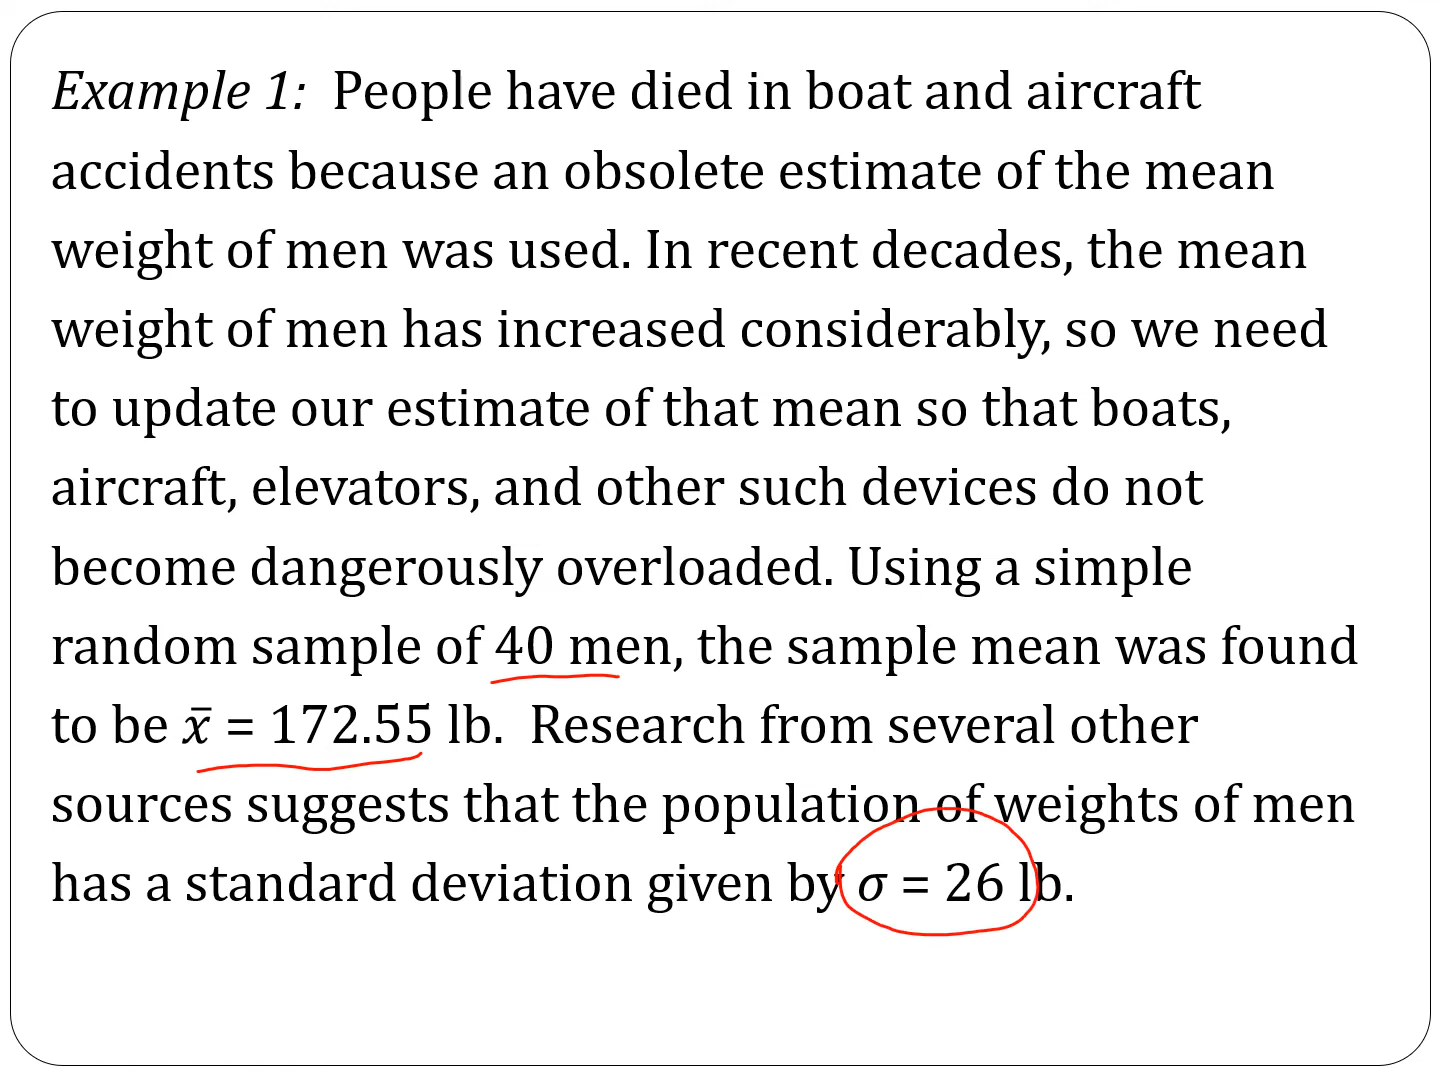 Example 1: People have died in boat and aircraft
accidents because an obsolete estimate of the mean
weight of men was used. In recent decades, the mean
weight of men has increased considerably, so we need
to update our estimate of that mean so that boats,
aircraft, elevators, and other such devices do not
become dangerously overloaded. Using a simple
random sample of 40 men, the sample mean was found
to be x̄ = 172.55 lb. Research from several other
sources suggests that the population of weights of men
has a standard deviation given by σ = 26 lb.